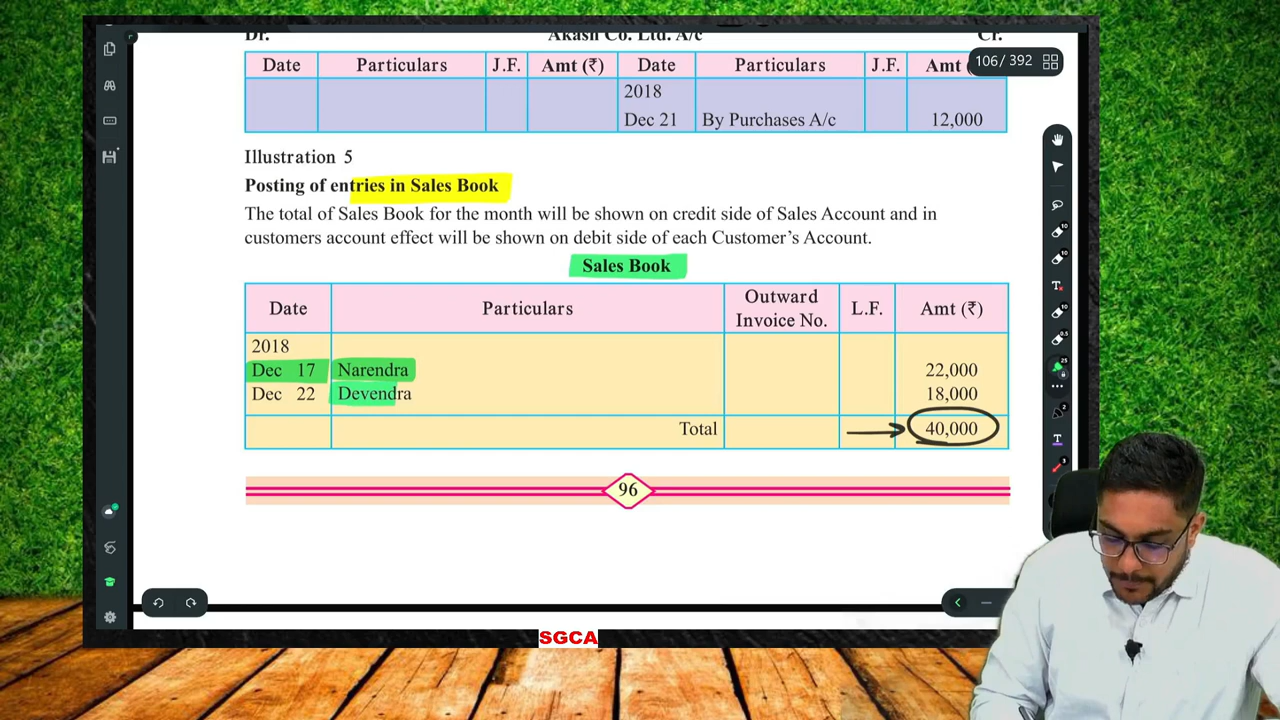 Dr. Akash Co. Ltd. A/c Cr.
Date Particulars J.F. Amt (₹) Date Particulars J.F. Amt (
106/ 392
2018
Dec 21 By Purchases A/c 12,000
Illustration 5
Posting of entries in Sales Book
The total of Sales Book for the month will be shown on credit side of Sales Account and in
customers account effect will be shown on debit side of each Customer's Account.
Sales Book
Date Particulars Outward Invoice No. L.F. Amt (₹)
2018
Dec 17 Narendra 22,000
Dec 22 Devendra 18,000
Total 40,000
96
SGCA